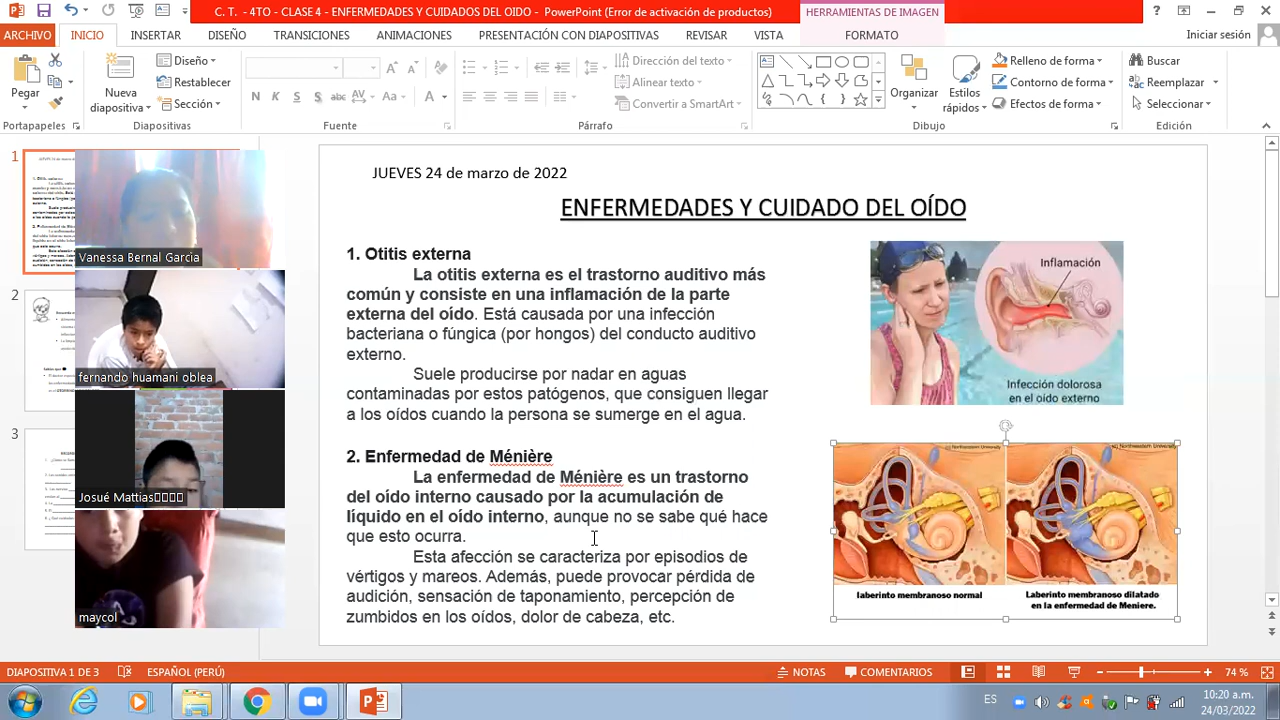 C. T. - 4TO - CLASE 4 - ENFERMEDADES Y CUIDADOS DEL OIDO - PowerPoint (Error de activación de productos)
HERRAMIENTAS DE IMAGEN
ARCHIVO INICIO INSERTAR DISEÑO TRANSICIONES ANIMACIONES PRESENTACIÓN CON DIAPOSITIVAS REVISAR VISTA FORMATO Iniciar sesión
Pegar
Nueva diapositiva
Diseño
Restablecer
Sección
N K S S abc AV Aa A
Dirección del texto
Alinear texto
Convertir a SmartArt
Organizar
Estilos rápidos
Relleno de forma
Contorno de forma
Efectos de forma
Buscar
Reemplazar
Seleccionar
Portapapeles Diapositivas Fuente Párrafo Dibujo Edición
1
2
3
Vanessa Bernal Garcia
fernando huamani oblea
Josué Mattias
maycol
JUEVES 24 de marzo de 2022
ENFERMEDADES Y CUIDADO DEL OÍDO
1. Otitis externa
La otitis externa es el trastorno auditivo más
común y consiste en una inflamación de la parte
externa del oído. Está causada por una infección
bacteriana o fúngica (por hongos) del conducto auditivo
externo.
Suele producirse por nadar en aguas
contaminadas por estos patógenos, que consiguen llegar
a los oídos cuando la persona se sumerge en el agua.
2. Enfermedad de Ménière
La enfermedad de Ménière es un trastorno
del oído interno causado por la acumulación de
líquido en el oído interno, aunque no se sabe qué hace
que esto ocurra.
Esta afección se caracteriza por episodios de
vértigos y mareos. Además, puede provocar pérdida de
audición, sensación de taponamiento, percepción de
zumbidos en los oídos, dolor de cabeza, etc.
Inflamación
Infección dolorosa
en el oido externo
(c) Northwestern University
(c) Northwestern University
laberinto membranoso normal
Laberinto membranoso dilatado
en la enfermedad de Meniere.
DIAPOSITIVA 1 DE 3 ESPAÑOL (PERÚ) NOTAS COMENTARIOS 74 %
ES
10:20 a.m.
24/03/2022